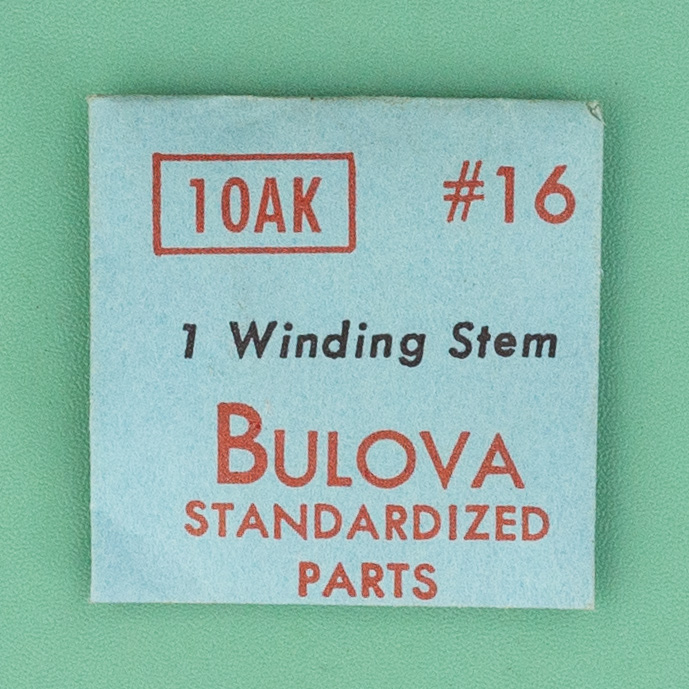 10AK #16
1 Winding Stem
BULOVA
STANDARDIZED
PARTS